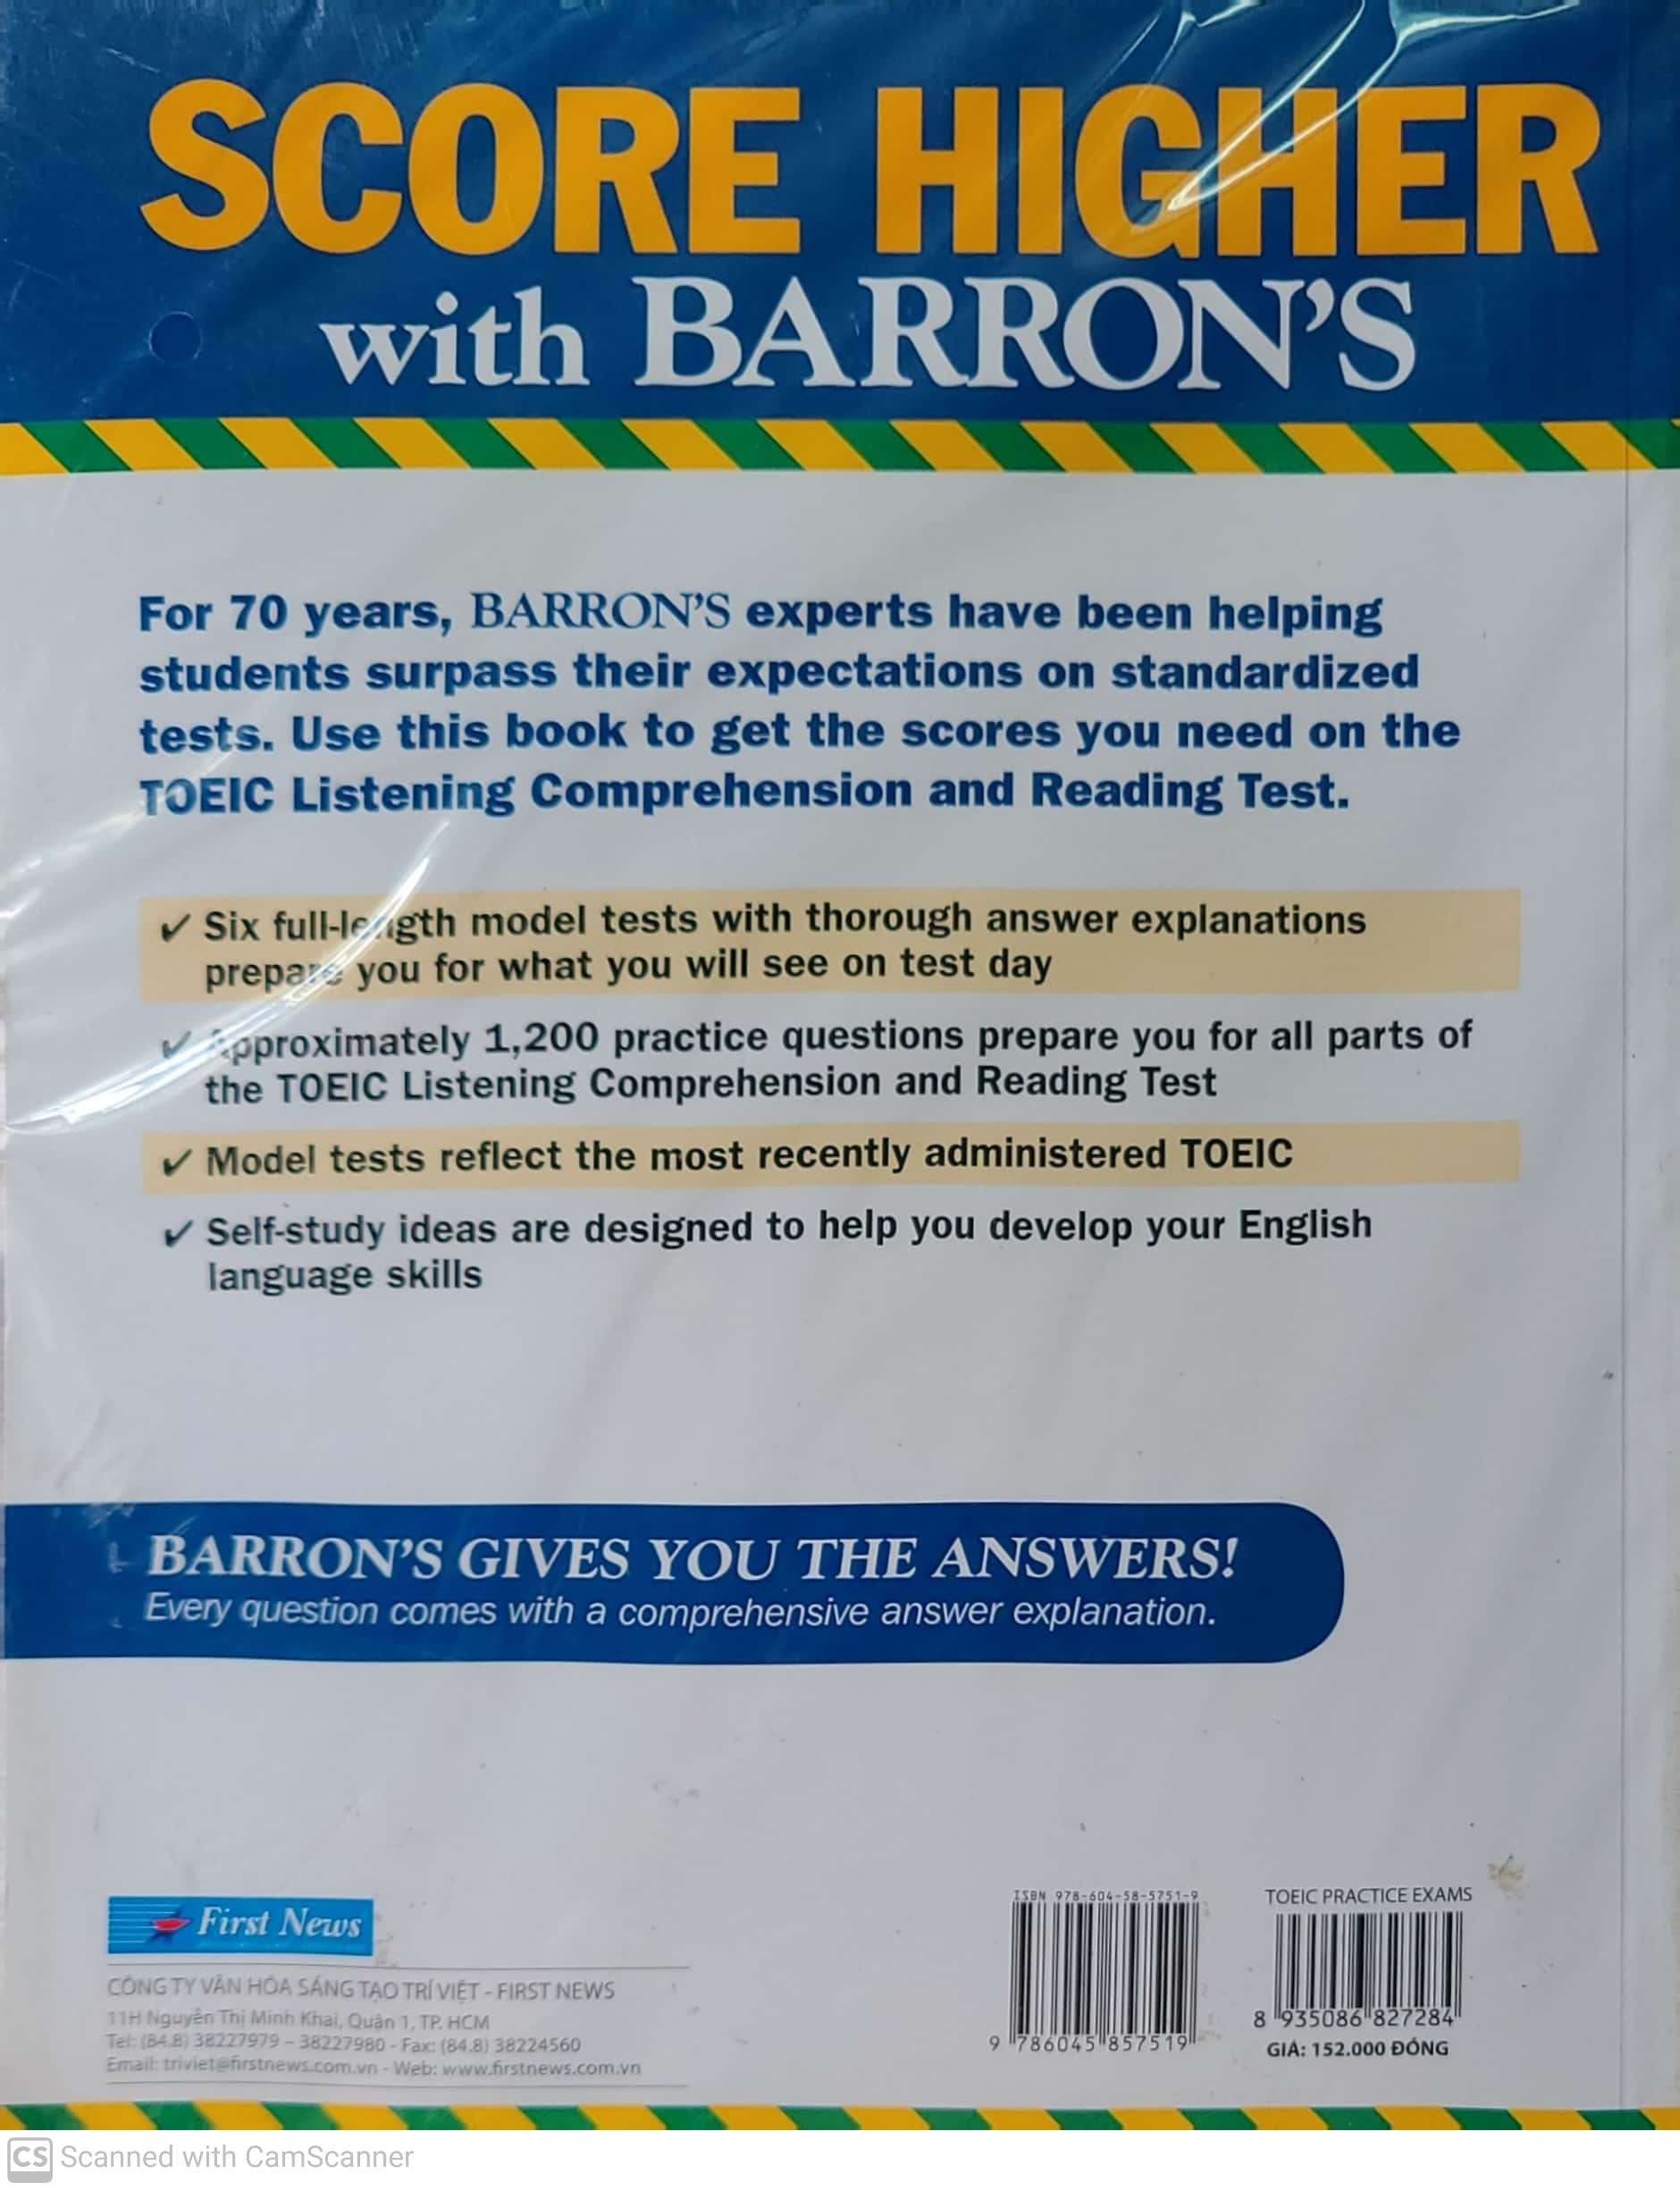 SCORE HIGHER
with BARRON'S
For 70 years, BARRON'S experts have been helping
students surpass their expectations on standardized
tests. Use this book to get the scores you need on the
TOEIC Listening Comprehension and Reading Test.
✓ Six full-length model tests with thorough answer explanations
prepare you for what you will see on test day
✓ Approximately 1,200 practice questions prepare you for all parts of
the TOEIC Listening Comprehension and Reading Test
✓ Model tests reflect the most recently administered TOEIC
✓ Self-study ideas are designed to help you develop your English
language skills
BARRON'S GIVES YOU THE ANSWERS!
Every question comes with a comprehensive answer explanation.
First News
CÔNG TY VĂN HÓA SÁNG TẠO TRÍ VIỆT - FIRST NEWS
11H Nguyễn Thị Minh Khai, Quận 1, TP. HCM
Tel: (84.8) 38227979 – 38227980 - Fax: (84.8) 38224560
Email: triviet@firstnews.com.vn - Web: www.firstnews.com.vn
ISBN 978-604-58-5751-9
9 786045 857519
TOEIC PRACTICE EXAMS
8 935086 827284
GIÁ: 152.000 ĐỒNG
CS Scanned with CamScanner